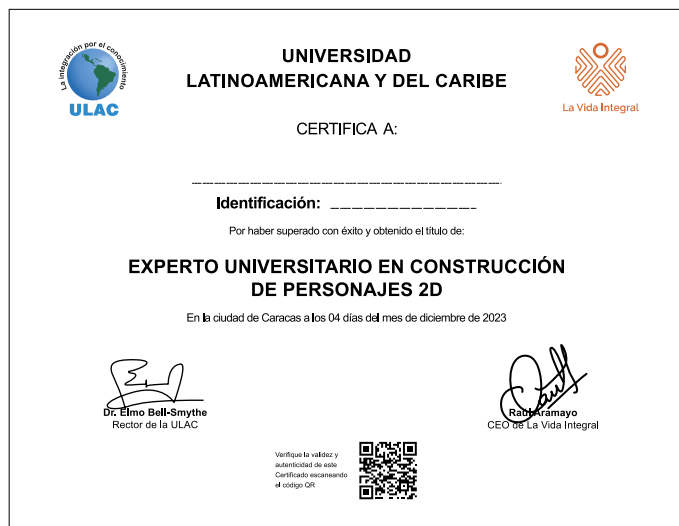 La integración por el conocimiento
ULAC
UNIVERSIDAD
LATINOAMERICANA Y DEL CARIBE
La Vida Integral
CERTIFICA A:
Identificación:
Por haber superado con éxito y obtenido el título de:
EXPERTO UNIVERSITARIO EN CONSTRUCCIÓN
DE PERSONAJES 2D
En la ciudad de Caracas a los 04 días del mes de diciembre de 2023
Dr. Elmo Bell-Smythe
Rector de la ULAC
Raúl Aramayo
CEO de La Vida Integral
Verifique la validez y
autenticidad de este
Certificado escaneando
el código QR